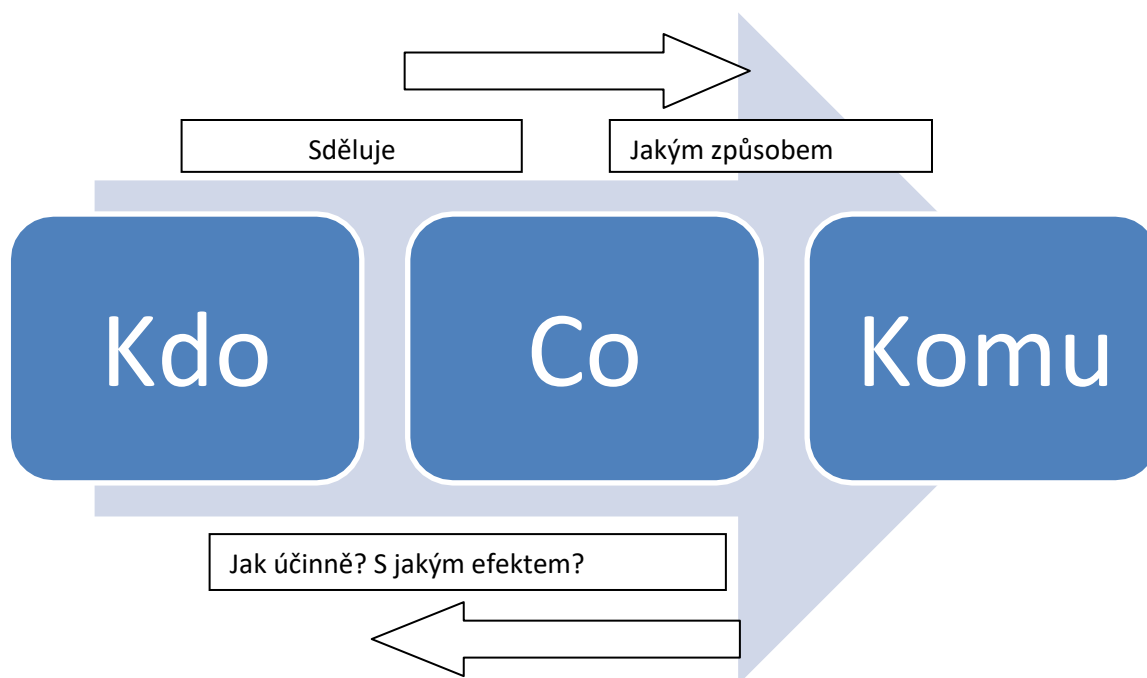 Sděluje
Jakým způsobem
Kdo
Co
Komu
Jak účinně? S jakým efektem?